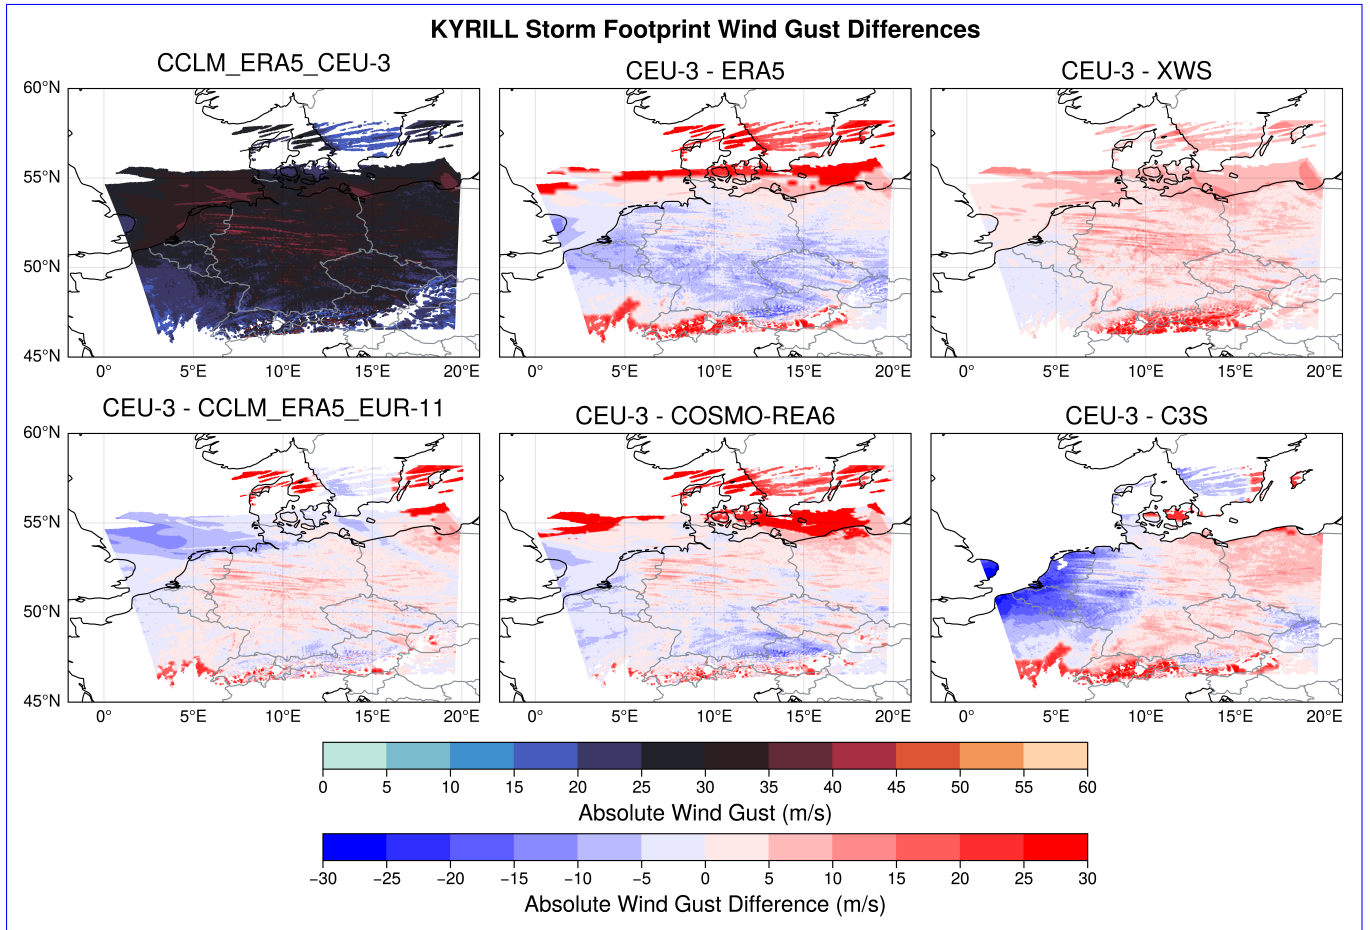 KYRILL Storm Footprint Wind Gust Differences
CCLM_ERA5_CEU-3
CEU-3 - ERA5
CEU-3 - XWS
60°N
55°N
50°N
45°N
0° 5°E 10°E 15°E 20°E
0° 5°E 10°E 15°E 20°E
0° 5°E 10°E 15°E 20°E
CEU-3 - CCLM_ERA5_EUR-11
CEU-3 - COSMO-REA6
CEU-3 - C3S
60°N
55°N
50°N
45°N
0° 5°E 10°E 15°E 20°E
0° 5°E 10°E 15°E 20°E
0° 5°E 10°E 15°E 20°E
0 5 10 15 20 25 30 35 40 45 50 55 60
Absolute Wind Gust (m/s)
−30 −25 −20 −15 −10 −5 0 5 10 15 20 25 30
Absolute Wind Gust Difference (m/s)